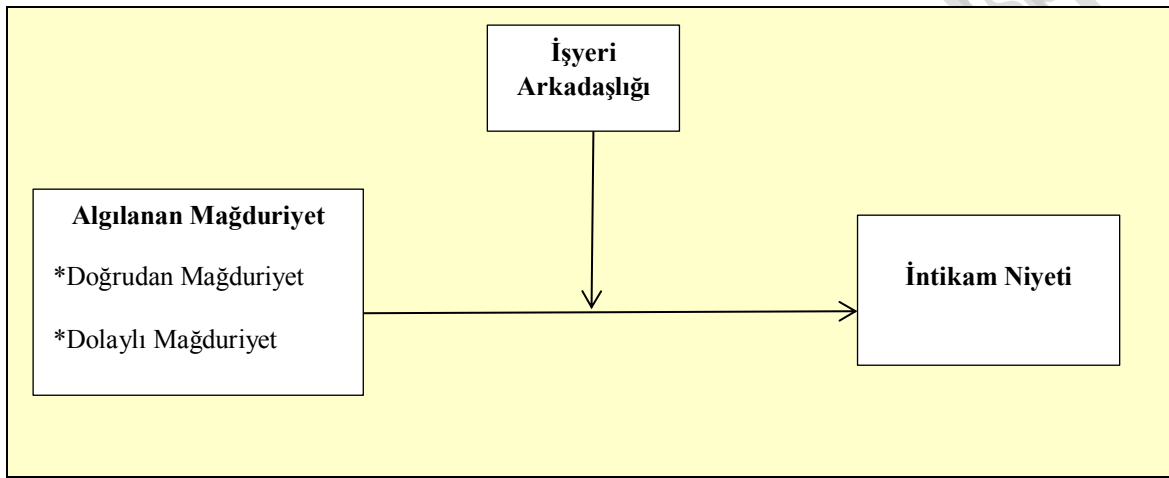 İşyeri
Arkadaşlığı
Algılanan Mağduriyet
*Doğrudan Mağduriyet
*Dolaylı Mağduriyet
İntikam Niyeti